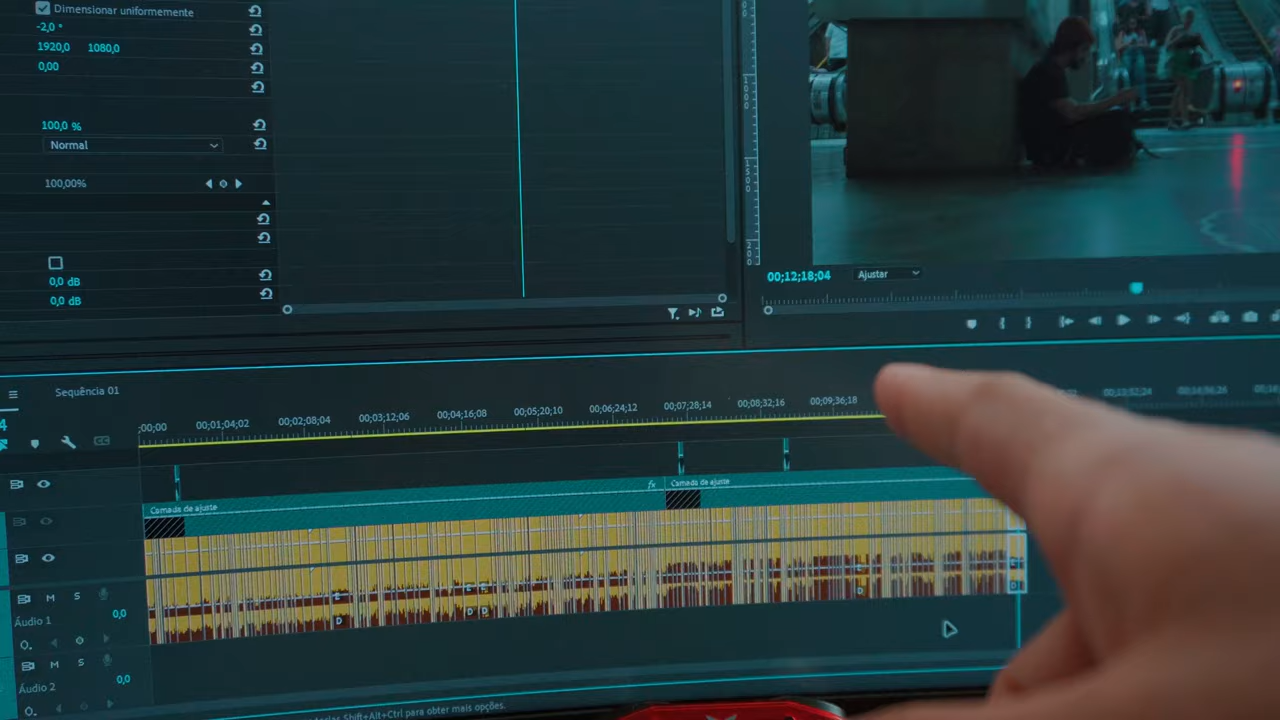 Dimensionar uniformemente
-2,0 °
1920,0 1080,0
0,00
100,0 %
Normal
100,00%
0,0 dB
0,0 dB
00;12;18;04 Ajustar
Sequência 01
;00;00 00;01;04;02 00;02;08;04 00;03;12;06 00;04;16;08 00;05;20;10 00;06;24;12 00;07;28;14 00;08;32;16 00;09;36;18
Camada de ajuste fx Camada de ajuste
M S
Áudio 1 0,0
M S
Áudio 2 0,0
E E E E
D D D D D
Shift+Alt+Ctrl para obter mais opções.